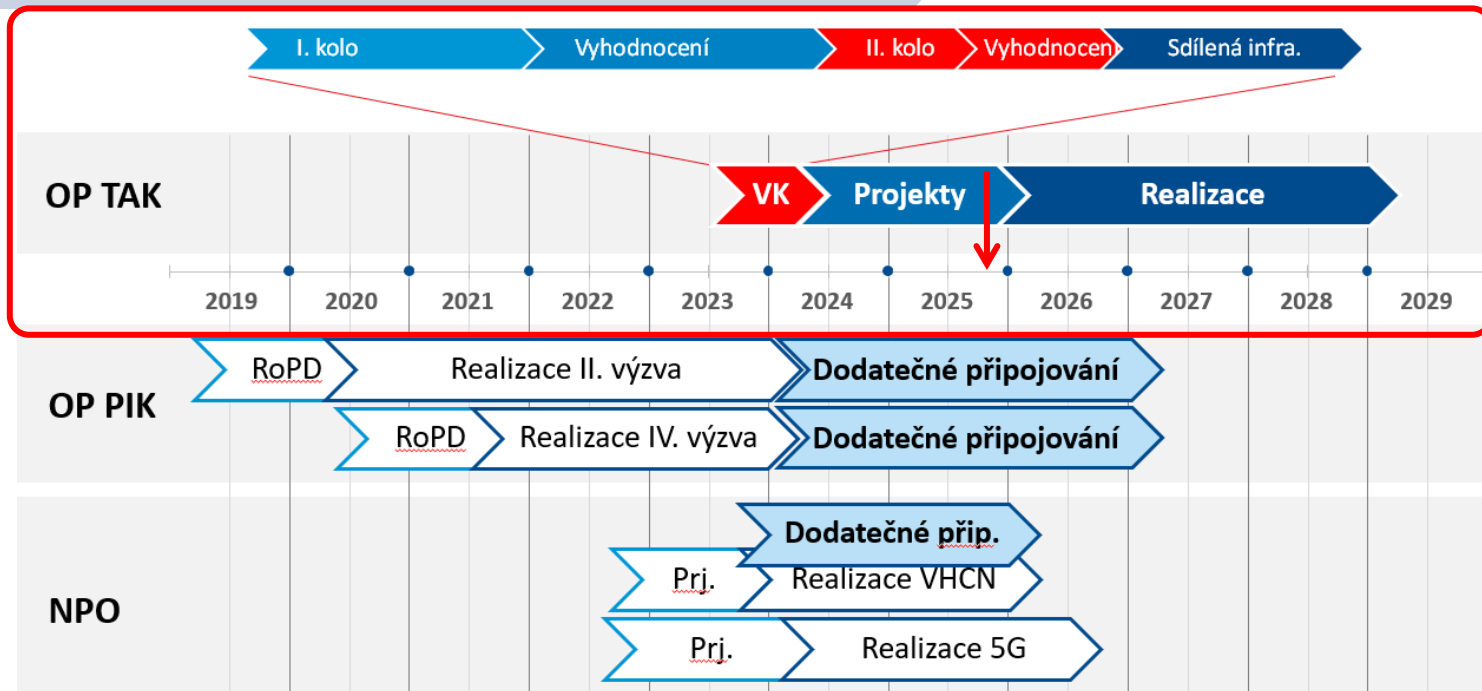 I. kolo Vyhodnocení II. kolo Vyhodnocení Sdílená infra.
OP TAK VK Projekty Realizace
2019 2020 2021 2022 2023 2024 2025 2026 2027 2028 2029
RoPD Realizace II. výzva Dodatečné připojování
OP PIK
RoPD Realizace IV. výzva Dodatečné připojování
Dodatečné přip.
Prj. Realizace VHCN
NPO
Prj. Realizace 5G